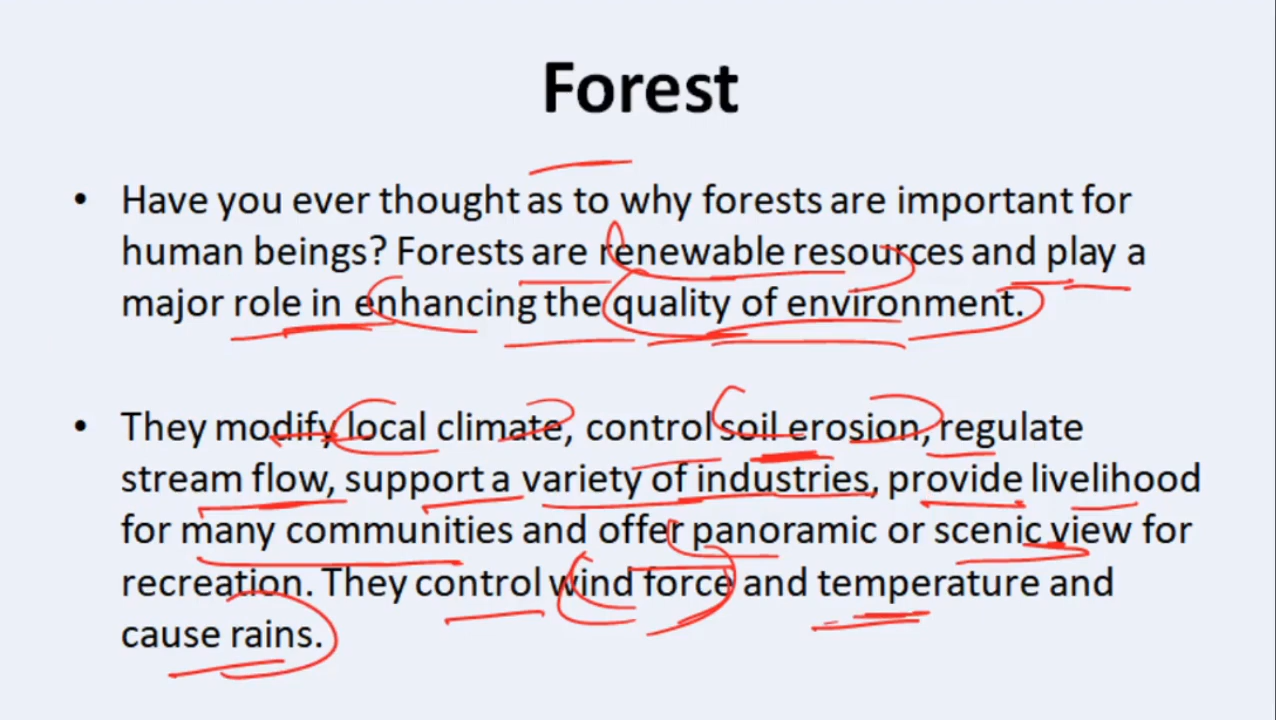 Forest
• Have you ever thought as to why forests are important for
human beings? Forests are renewable resources and play a
major role in enhancing the quality of environment.
• They modify local climate, control soil erosion, regulate
stream flow, support a variety of industries, provide livelihood
for many communities and offer panoramic or scenic view for
recreation. They control wind force and temperature and
cause rains.